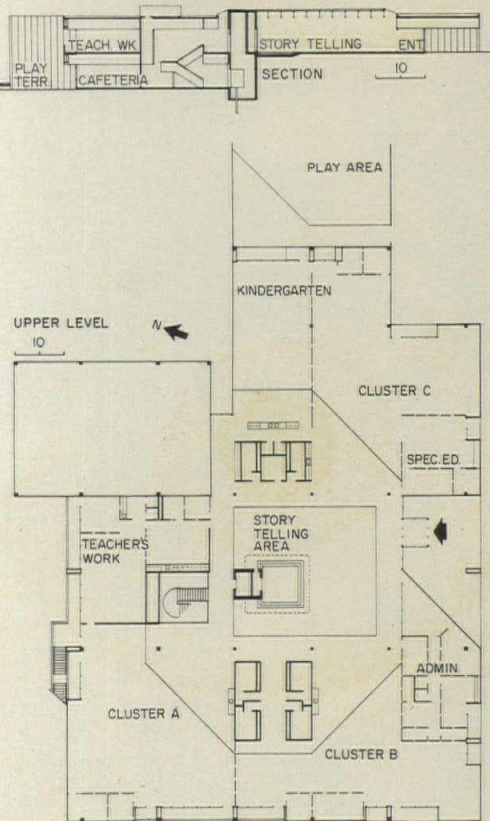 TEACH WK.
STORY TELLING
ENT.
PLAY
TERR
CAFETERIA
SECTION
10
PLAY AREA
KINDERGARTEN
UPPER LEVEL
N
10
CLUSTER C
SPEC. ED.
STORY
TELLING
AREA
TEACHER'S
WORK
ADMIN.
CLUSTER A
CLUSTER B